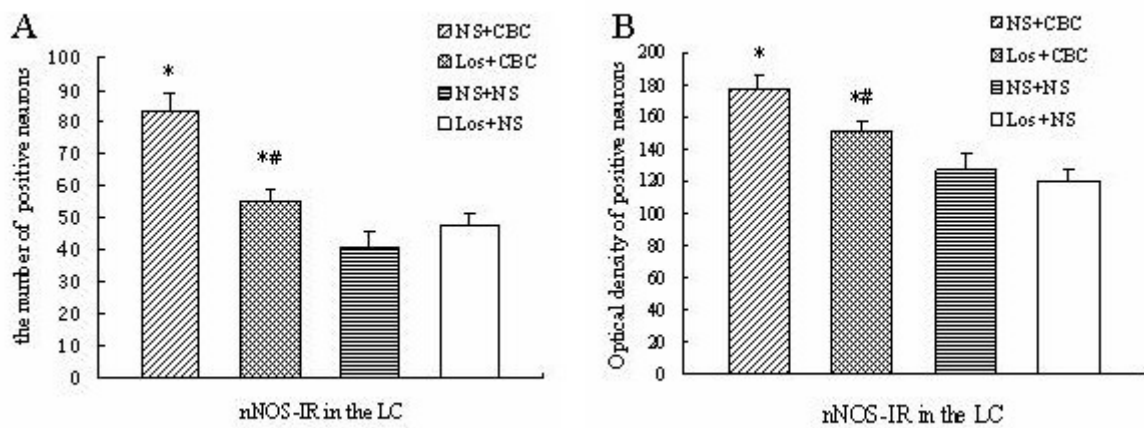 A
the number of positive neurons
100
90
80
70
60
50
40
30
20
10
0
*
*#
NS+CBC
Los+CBC
NS+NS
Los+NS
nNOS-IR in the LC
B
Optical density of positive neurons
200
180
160
140
120
100
80
60
40
20
0
*
*#
NS+CBC
Los+CBC
NS+NS
Los+NS
nNOS-IR in the LC